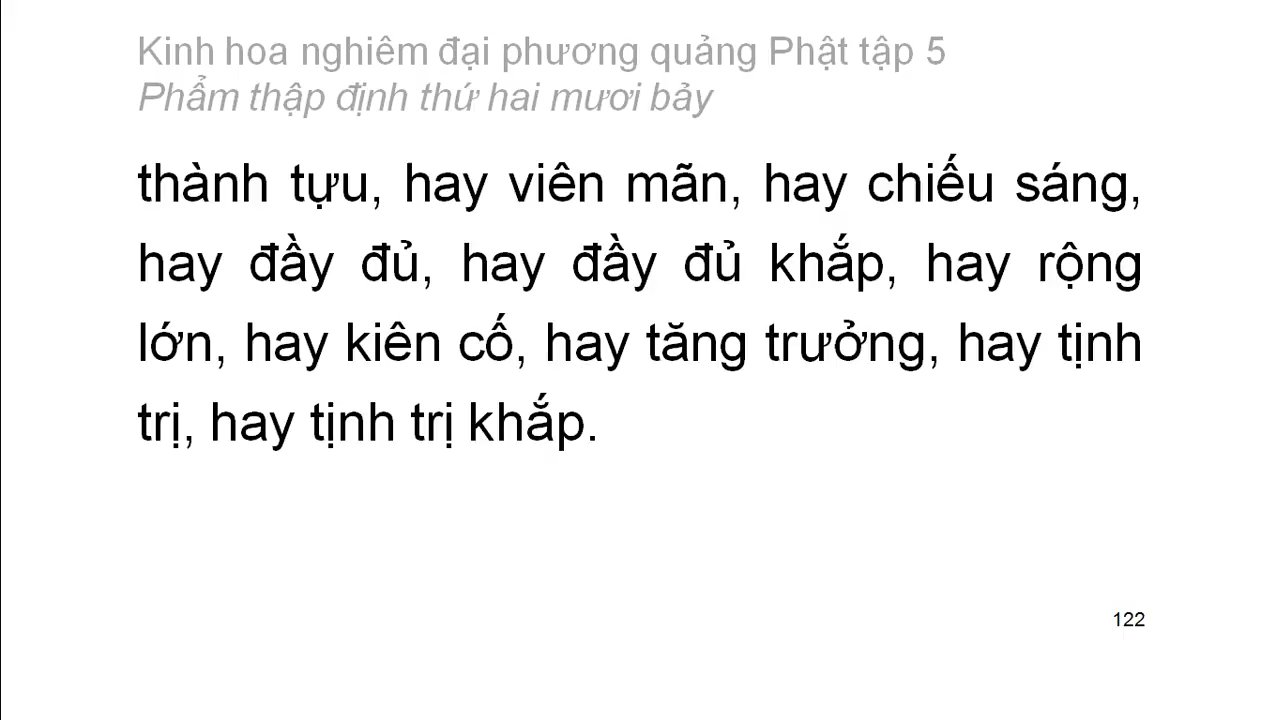 Kinh hoa nghiêm đại phương quảng Phật tập 5
Phẩm thập định thứ hai mươi bảy
thành tựu, hay viên mãn, hay chiếu sáng,
hay đầy đủ, hay đầy đủ khắp, hay rộng
lớn, hay kiên cố, hay tăng trưởng, hay tịnh
trị, hay tịnh trị khắp.
122